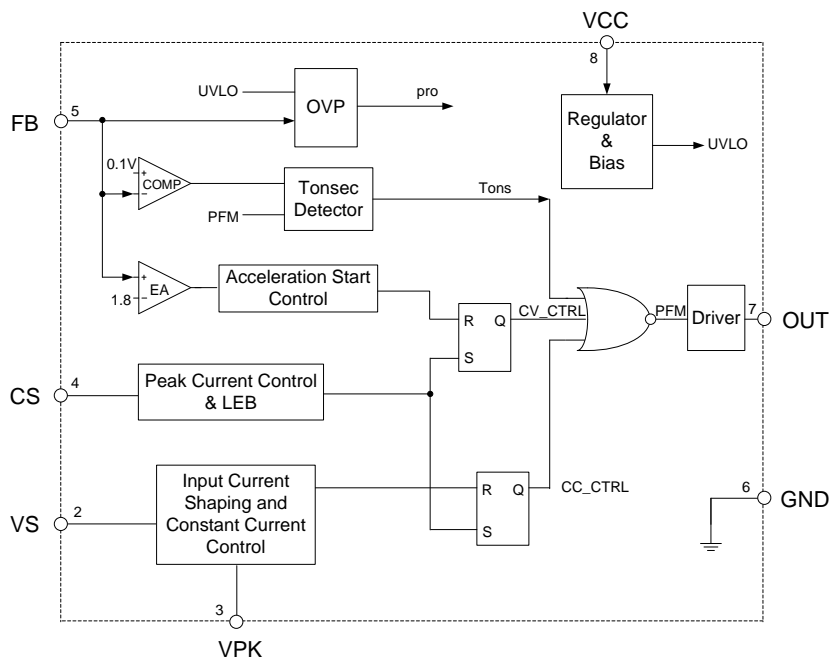 VCC
8
UVLO
OVP
pro
FB
5
Regulator
&
Bias
UVLO
0.1V
+
COMP
−
Tonsec
Detector
Tons
PFM
+
EA
1.8
−
Acceleration Start
Control
R
Q
S
CV_CTRL
PFM
Driver
7
OUT
CS
4
Peak Current Control
& LEB
Input Current
Shaping and
Constant Current
Control
R
Q
S
CC_CTRL
6
GND
VS
2
3
VPK